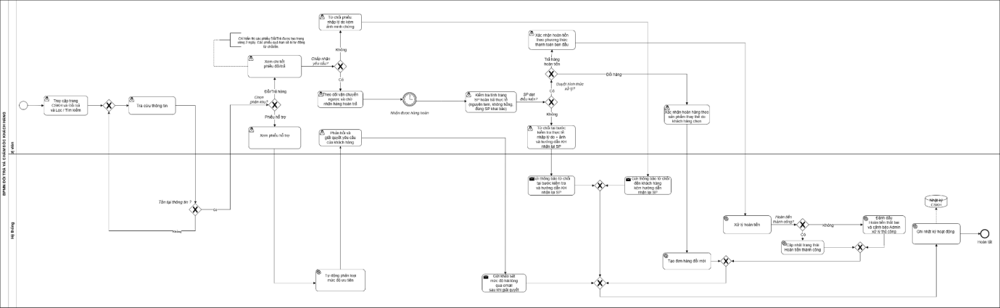 BPMN ĐỔI TRẢ VÀ CHĂM SÓC KHÁCH HÀNG
Hệ thống
Truy cập trang
CSKH và Đổi trả
và Lọc / Tìm kiếm
Tra cứu thông tin
Tồn tại thông tin ?
Có
Không
Chọn
phân khu?
Đổi/Trả hàng
Phiếu hỗ trợ
Chỉ hiển thị các phiếu Đổi/Trả được tạo trong
vòng 2 ngày. Các phiếu quá hạn sẽ bị tự động
từ chối/ẩn
Xem chi tiết
phiếu đổi/trả
Xem phiếu hỗ trợ
Chấp nhận
yêu cầu?
Không
Có
Từ chối phiếu
nhập lý do kèm
ảnh minh chứng
Theo dõi vận chuyển
ngược và chờ
nhận hàng hoàn trả
Nhận được hàng hoàn
Kiểm tra tình trạng
SP hoàn trả thực tế
(nguyên tem, không hỏng,
đúng SP khai báo)
SP đạt
điều kiện?
Có
Không
Duyệt hình thức
xử lý?
Trả hàng
hoàn tiền
Đổi hàng
Xác nhận hoàn tiền
theo phương thức
thanh toán ban đầu
Xác nhận hoàn hàng theo
sản phẩm thay thế do
khách hàng chọn
Từ chối tại bước
kiểm tra thực tế
nhập lý do + ảnh
và hướng dẫn KH
nhận lại SP
Phản hồi và
giải quyết yêu cầu
của khách hàng
Gửi thông báo từ chối
tại bước kiểm tra
và hướng dẫn KH
nhận lại SP
Gửi thông báo từ chối
đến khách hàng
kèm hướng dẫn
nhận lại SP
Tự động phân loại
mức độ ưu tiên
Gửi khảo sát
mức độ hài lòng
qua email
sau khi giải quyết
Xử lý hoàn tiền
Hoàn tiền
thành công?
Không
Có
Đánh dấu
Hoàn tiền thất bại
và cảnh báo Admin
xử lý thủ công
Cập nhật trạng thái
Hoàn tiền thành công
Tạo đơn hàng đổi mới
Nhật ký
CSKH
Ghi nhật ký hoạt động
Hoàn tất